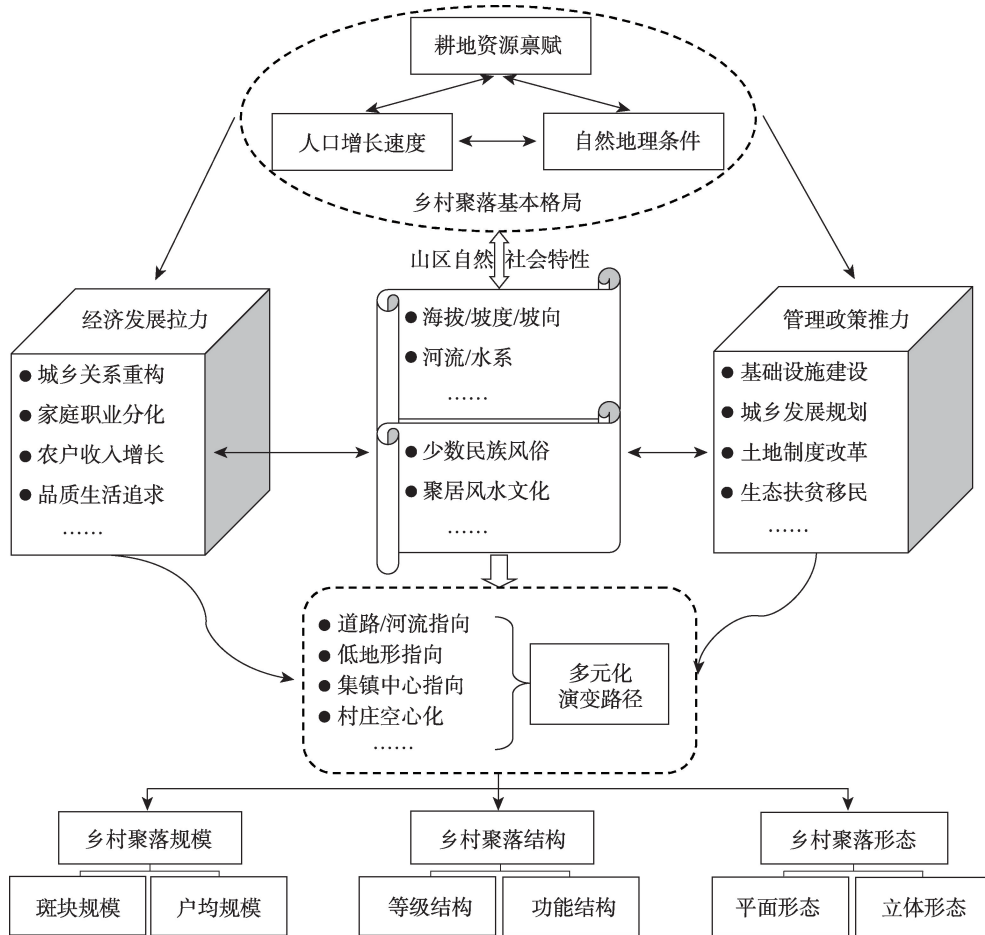 耕地资源禀赋
人口增长速度
自然地理条件
乡村聚落基本格局
山区自然 社会特性
经济发展拉力
●城乡关系重构
●家庭职业分化
●农户收入增长
●品质生活追求
……
●海拔/坡度/坡向
●河流/水系
……
●少数民族风俗
●聚居风水文化
……
管理政策推力
●基础设施建设
●城乡发展规划
●土地制度改革
●生态扶贫移民
……
●道路/河流指向
●低地形指向
●集镇中心指向
●村庄空心化
……
多元化
演变路径
乡村聚落规模
乡村聚落结构
乡村聚落形态
斑块规模
户均规模
等级结构
功能结构
平面形态
立体形态